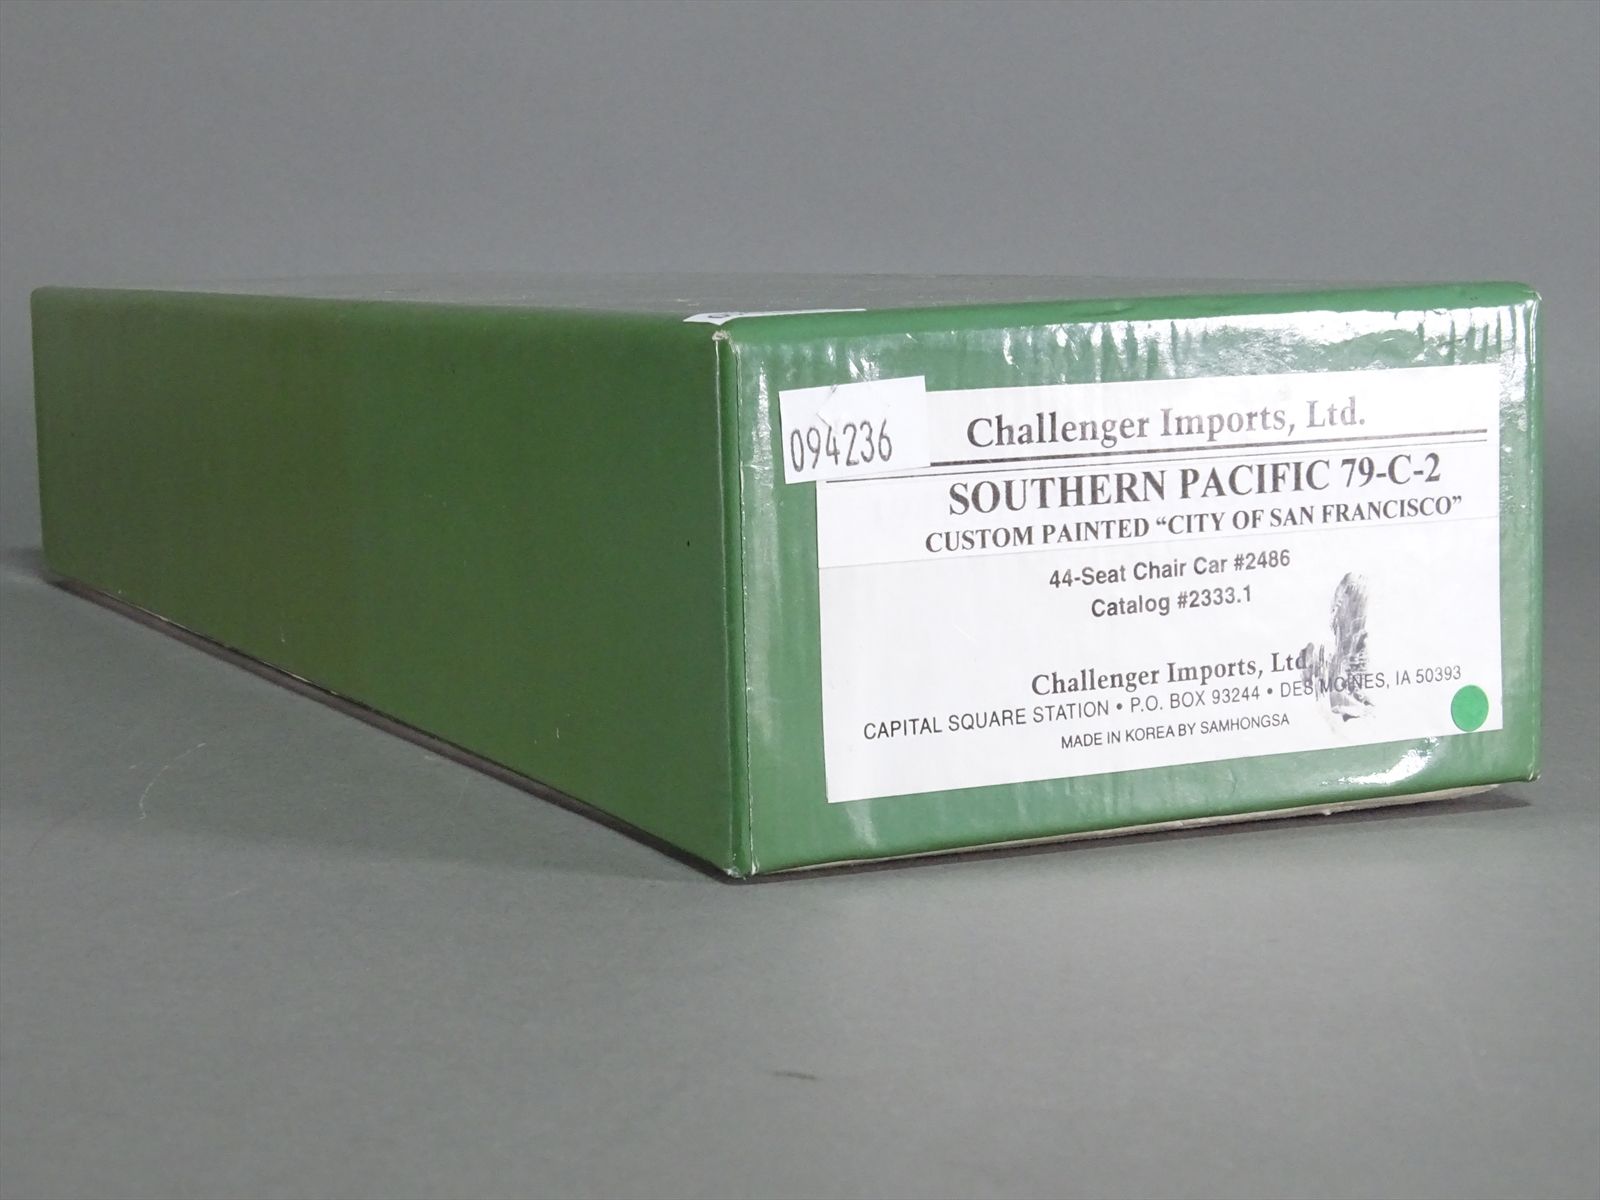 094236
Challenger Imports, Ltd.
SOUTHERN PACIFIC 79-C-2
CUSTOM PAINTED “CITY OF SAN FRANCISCO”
44-Seat Chair Car #2486
Catalog #2333.1
Challenger Imports, Ltd
CAPITAL SQUARE STATION • P.O. BOX 93244 • DES MOINES, IA 50393
MADE IN KOREA BY SAMHONGSA